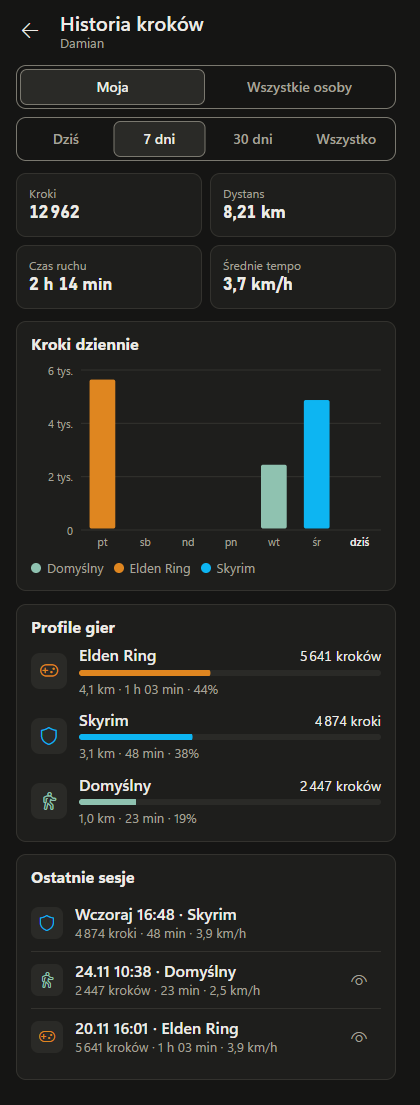 Historia kroków
Damian
Moja Wszystkie osoby
Dziś 7 dni 30 dni Wszystko
Kroki
12 962
Dystans
8,21 km
Czas ruchu
2 h 14 min
Średnie tempo
3,7 km/h
Kroki dziennie
6 tys.
4 tys.
2 tys.
0
pt sb nd pn wt śr dziś
Domyślny Elden Ring Skyrim
Profile gier
Elden Ring 5 641 kroków
4,1 km · 1 h 03 min · 44%
Skyrim 4 874 kroki
3,1 km · 48 min · 38%
Domyślny 2 447 kroków
1,0 km · 23 min · 19%
Ostatnie sesje
Wczoraj 16:48 · Skyrim
4 874 kroki · 48 min · 3,9 km/h
24.11 10:38 · Domyślny
2 447 kroków · 23 min · 2,5 km/h
20.11 16:01 · Elden Ring
5 641 kroków · 1 h 03 min · 3,9 km/h